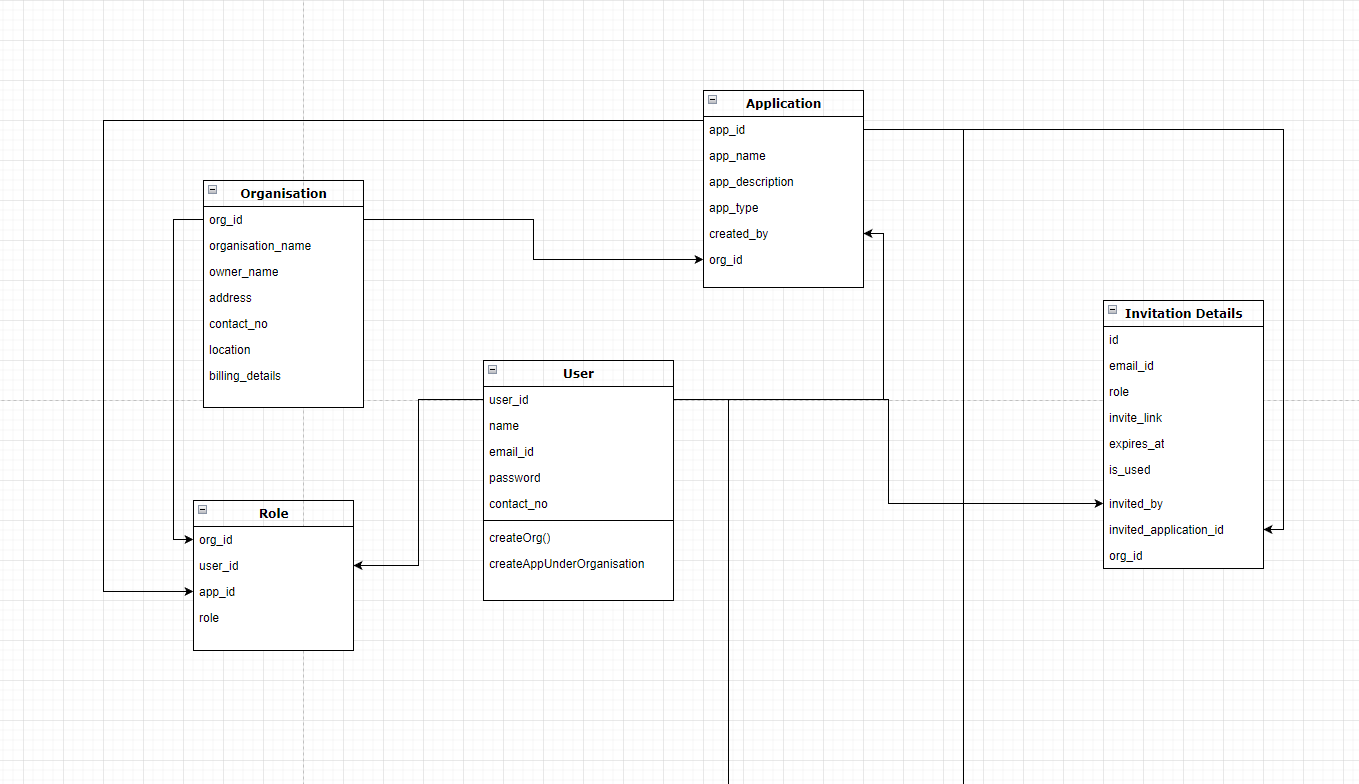 Application
app_id
app_name
app_description
app_type
created_by
org_id
Organisation
org_id
organisation_name
owner_name
address
contact_no
location
billing_details
Invitation Details
id
email_id
role
invite_link
expires_at
is_used
invited_by
invited_application_id
org_id
User
user_id
name
email_id
password
contact_no
createOrg()
createAppUnderOrganisation
Role
org_id
user_id
app_id
role